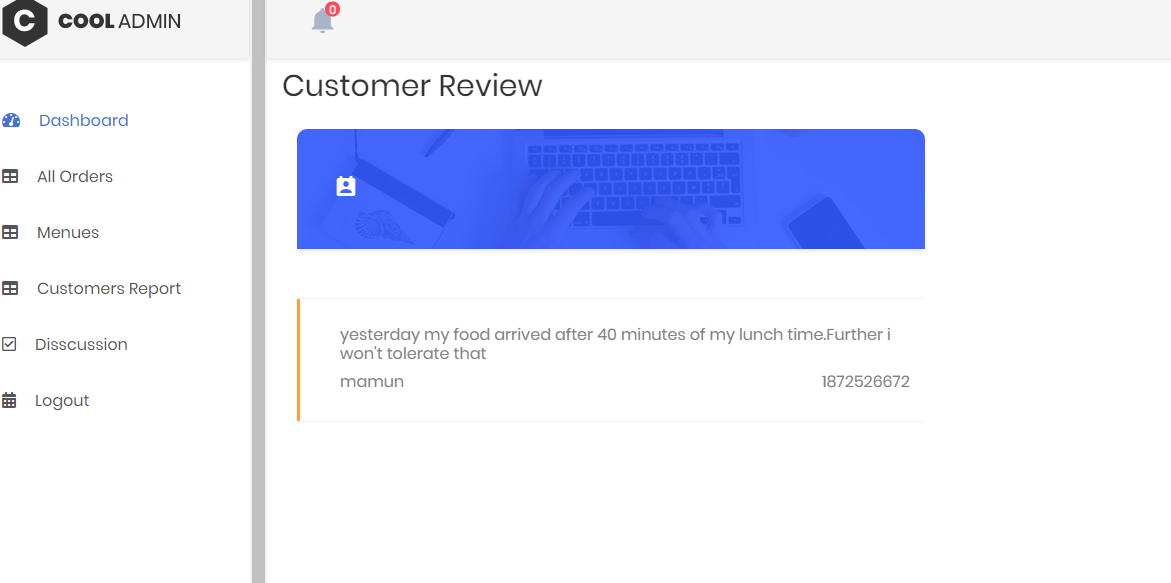 C COOL ADMIN
0
Customer Review
Dashboard
All Orders
Menues
Customers Report
Disscussion
Logout
yesterday my food arrived after 40 minutes of my lunch time.Further i
won't tolerate that
mamun 1872526672